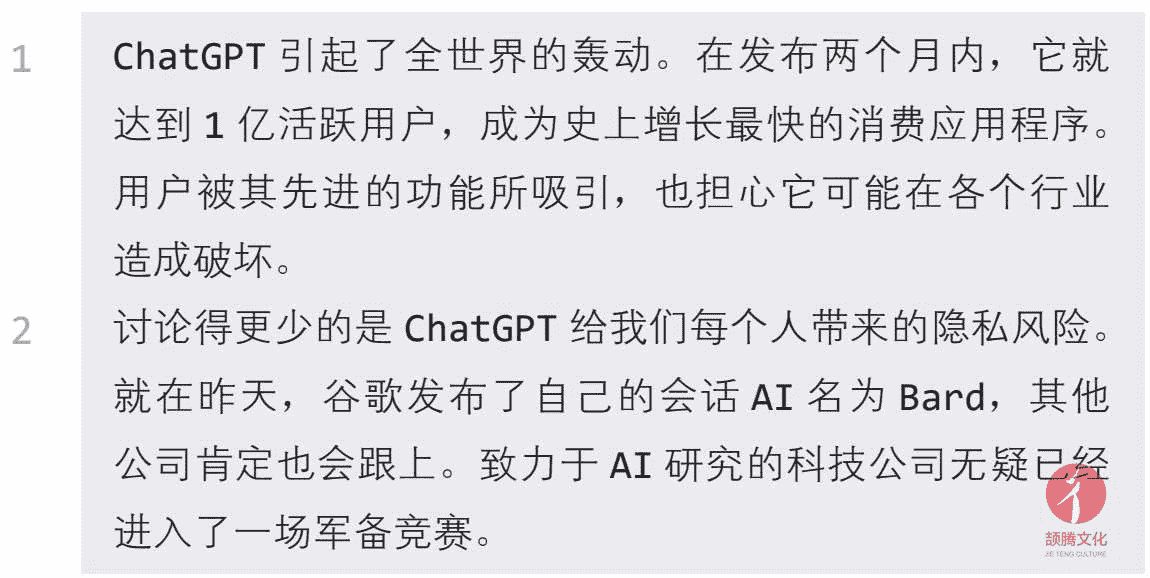 1
ChatGPT 引起了全世界的轰动。在发布两个月内，它就
达到 1 亿活跃用户，成为史上增长最快的消费应用程序。
用户被其先进的功能所吸引，也担心它可能在各个行业
造成破坏。
2
讨论得更少的是 ChatGPT 给我们每个人带来的隐私风险。
就在昨天，谷歌发布了自己的会话 AI 名为 Bard，其他
公司肯定也会跟上。致力于 AI 研究的科技公司无疑已经
进入了一场军备竞赛。
颉腾文化
JIE TENG CULTURE